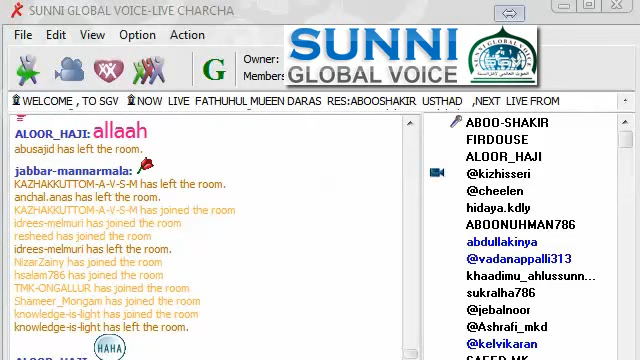 SUNNI GLOBAL VOICE-LIVE CHARCHA
File Edit View Option Action
G Owner:
Members
SUNNI
GLOBAL VOICE
WELCOME , TO SGV NOW LIVE FATHUHUL MUEEN DARAS RES:ABOOSHAKIR USTHAD ,NEXT LIVE FROM
ALOOR_HAJI: allaah
abusajid has left the room.
jabbar-mannarmala:
KAZHAKKUTTOM-A-V-S-M has left the room.
anchal.anas has left the room.
KAZHAKKUTTOM-A-V-S-M has joined the room
idrees-melmuri has joined the room
resheed has joined the room
idrees-melmuri has left the room.
NizarZainy has joined the room
hsalam786 has joined the room
TMK-ONGALLUR has joined the room
Shameer_Mongam has joined the room
knowledge-is-light has joined the room
knowledge-is-light has left the room.
ALOOR_HAJI: HAHA
ABOO-SHAKIR
FIRDOUSE
ALOOR_HAJI
@kizhisseri
@cheelen
hidaya.kdly
ABOONUHMAN786
abdullakinya
@vadanappalli313
khaadimu_ahlussunn...
sukralha786
@jebalnoor
@Ashrafi_mkd
@kelvikaran
SAEED-MK